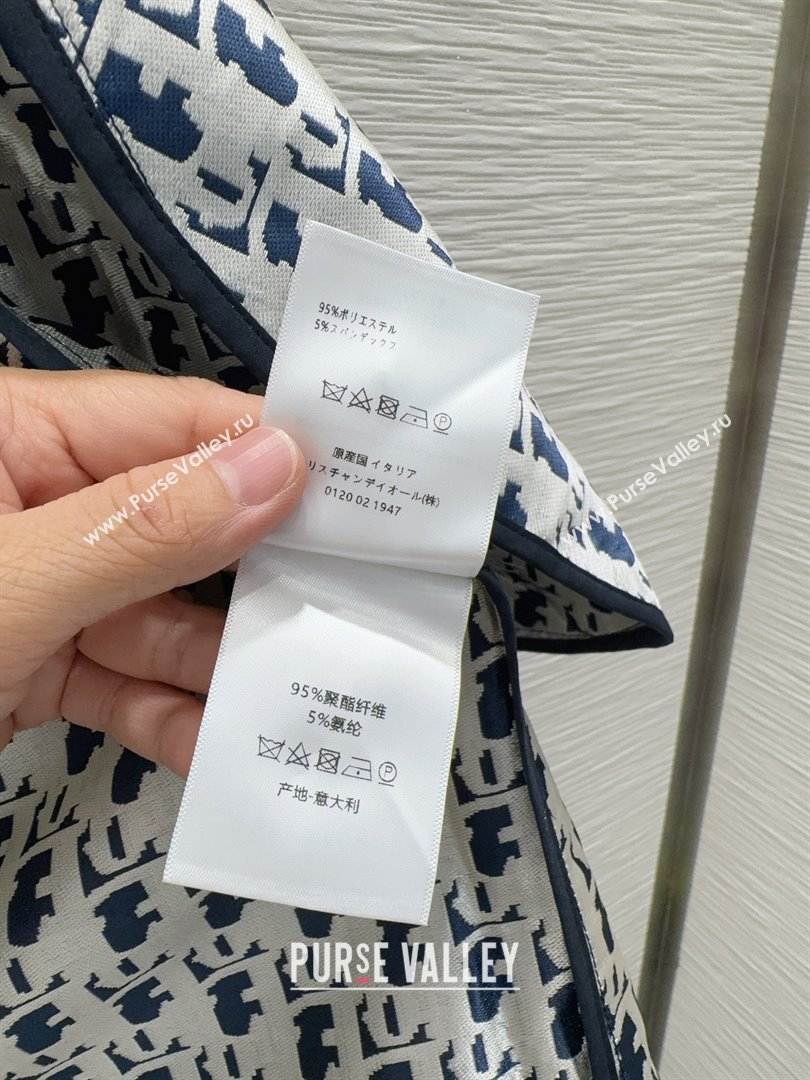 95%ポリエステル
5%スパンデックス
P
原産国イタリア
リスチャンデイオール(株)
0120 02 1947
95%聚酯纤维
5%氨纶
P
产地-意大利
www.PurseValley.ru
www.PurseValley.ru
PURSE VALLEY